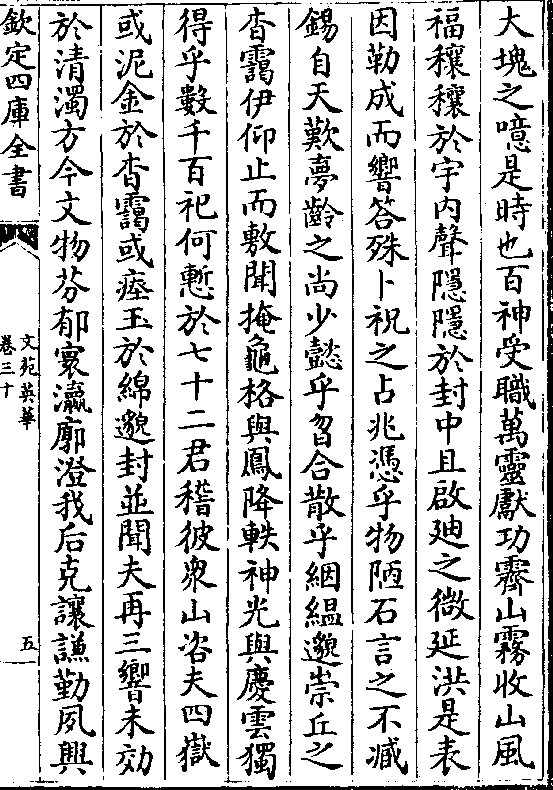 大塊之噫是時也百神受職萬靈獻功霽山霧收山風
福穰穰於宇內聲隱隱於封中且啟廸之微延洪是表
因勒成而響答殊卜祝之占兆憑乎物陋石言之不臧
錫自天歎夢齡之尚少懿乎曶合散乎絪縕邈崇丘之
杳靄伊仰止而敷聞掩龜格與鳳降軼神光與慶雲獨
得乎數千百祀何慙於七十二君稽彼衆山咨夫四嶽
或泥金於杳靄或瘞玉於綿邈封並聞夫再三響未効
於清濁方今文物芬郁寰瀛廓澄我后克讓謙勤夙興
欽定四庫全書
文苑英華
卷三十
五